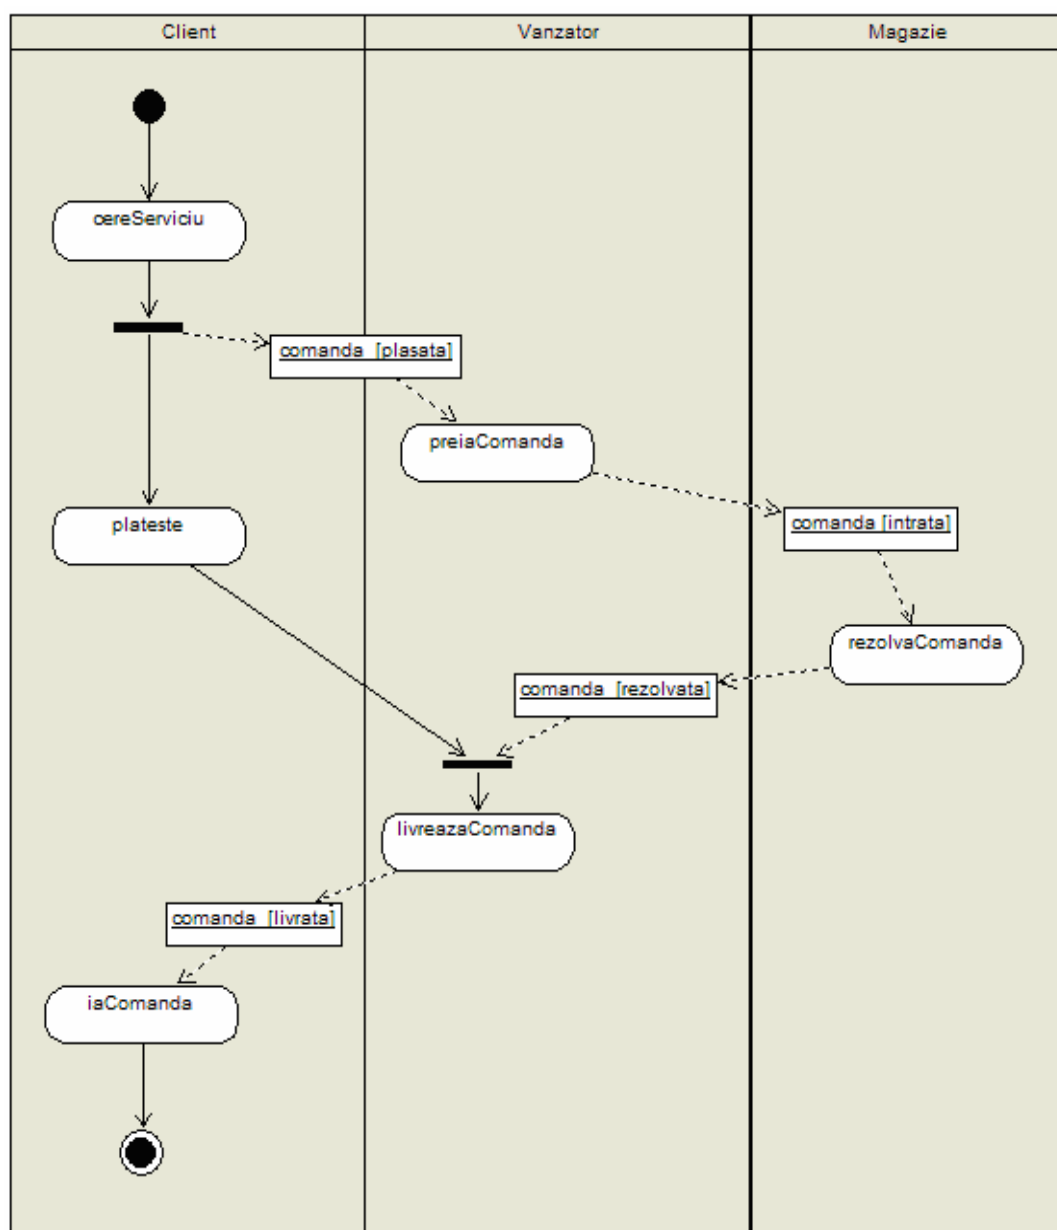 Client
Vanzator
Magazie
cereServiciu
comanda [plasata]
preiaComanda
plateste
comanda [intrata]
rezolvaComanda
comanda [rezolvata]
livreazaComanda
comanda [livrata]
iaComanda